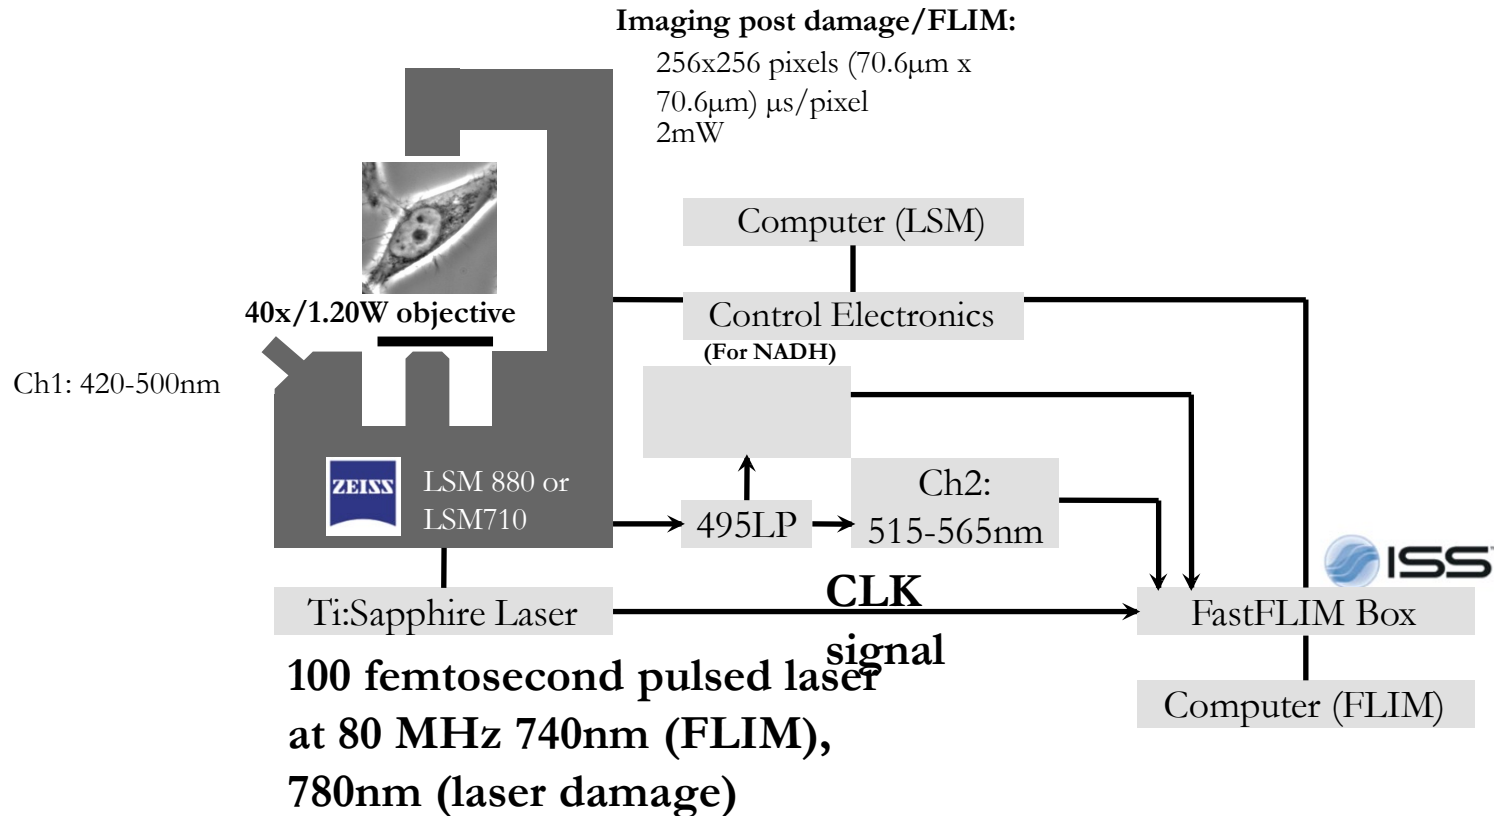 Imaging post damage/FLIM:
256x256 pixels (70.6μm x
70.6μm) μs/pixel
2mW
Computer (LSM)
40x/1.20W objective
Control Electronics
(For NADH)
Ch1: 420-500nm
ZEISS
LSM 880 or
LSM710
495LP
Ch2:
515-565nm
ISS
Ti:Sapphire Laser
CLK
signal
FastFLIM Box
100 femtosecond pulsed laser
at 80 MHz 740nm (FLIM),
780nm (laser damage)
Computer (FLIM)